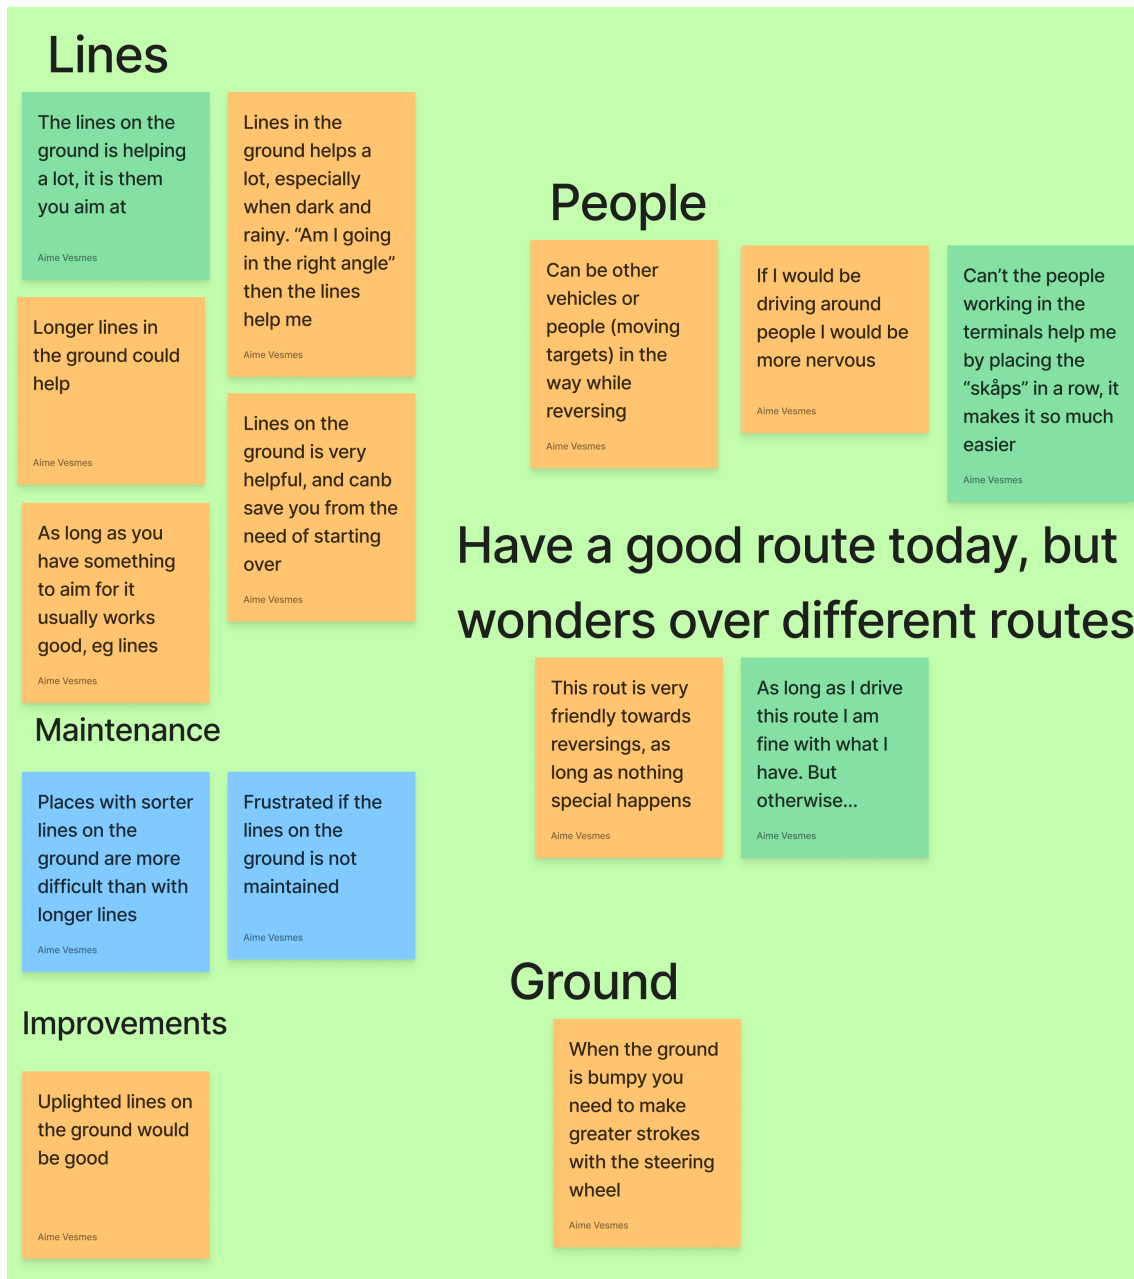 Lines
The lines on the
ground is helping
a lot, it is them
you aim at
Aime Vesmes
Lines in the
ground helps a
lot, especially
when dark and
rainy. “Am I going
in the right angle”
then the lines
help me
Aime Vesmes
Longer lines in
the ground could
help
Aime Vesmes
Lines on the
ground is very
helpful, and canb
save you from the
need of starting
over
Aime Vesmes
As long as you
have something
to aim for it
usually works
good, eg lines
Aime Vesmes
Maintenance
Places with sorter
lines on the
ground are more
difficult than with
longer lines
Aime Vesmes
Frustrated if the
lines on the
ground is not
maintained
Aime Vesmes
Improvements
Uplighted lines on
the ground would
be good
Aime Vesmes
People
Can be other
vehicles or
people (moving
targets) in the
way while
reversing
Aime Vesmes
If I would be
driving around
people I would be
more nervous
Aime Vesmes
Can’t the people
working in the
terminals help me
by placing the
“skåps” in a row, it
makes it so much
easier
Aime Vesmes
Have a good route today, but
wonders over different routes
This rout is very
friendly towards
reversings, as
long as nothing
special happens
Aime Vesmes
As long as I drive
this route I am
fine with what I
have. But
otherwise...
Aime Vesmes
Ground
When the ground
is bumpy you
need to make
greater strokes
with the steering
wheel
Aime Vesmes